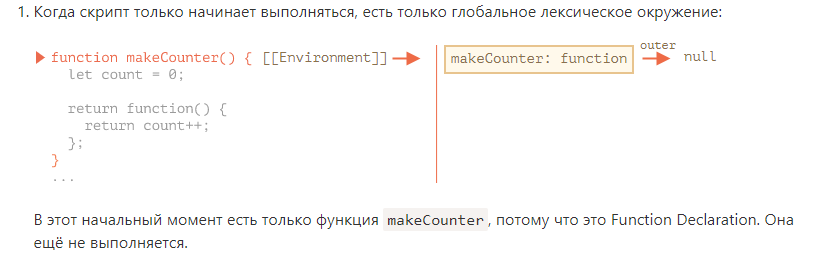 1. Когда скрипт только начинает выполняться, есть только глобальное лексическое окружение:
function makeCounter() { [[Environment]] makeCounter: function outer null
let count = 0;
return function() {
return count++;
};
}
...
В этот начальный момент есть только функция makeCounter, потому что это Function Declaration. Она
ещё не выполняется.